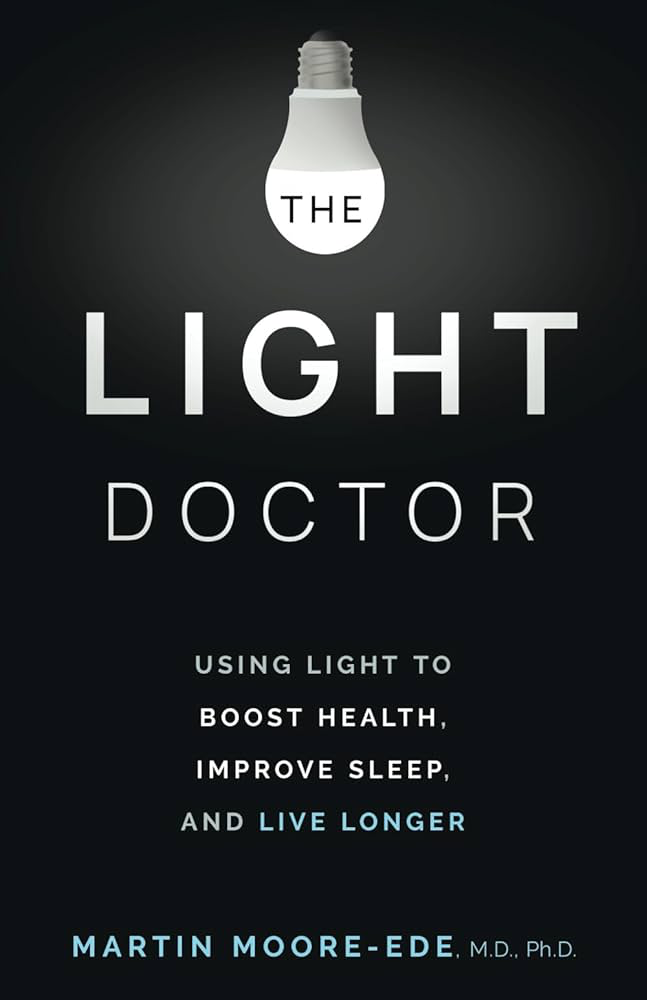 THE
LIGHT
DOCTOR
USING LIGHT TO
BOOST HEALTH,
IMPROVE SLEEP,
AND LIVE LONGER
MARTIN MOORE-EDE, M.D., Ph.D.